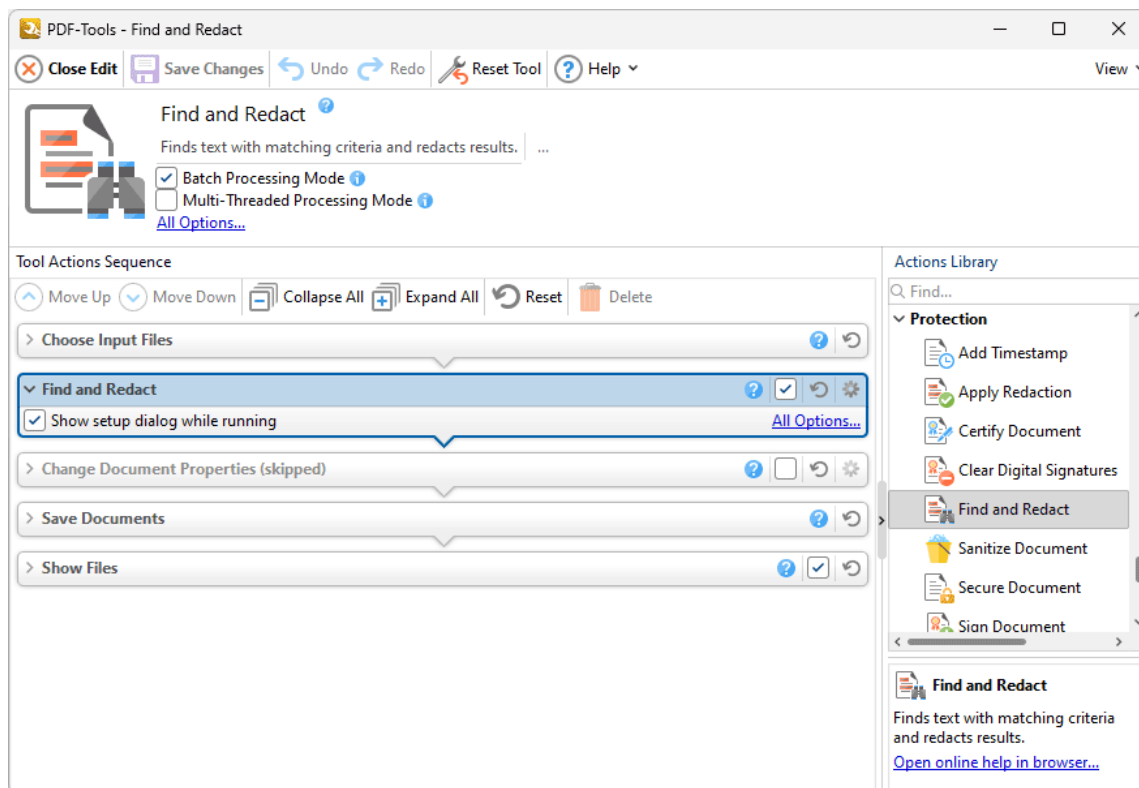 PDF-Tools - Find and Redact
Close Edit Save Changes Undo Redo Reset Tool ? Help View
Find and Redact ?
Finds text with matching criteria and redacts results. ...
Batch Processing Mode i
Multi-Threaded Processing Mode i
All Options...
Tool Actions Sequence
Move Up Move Down Collapse All Expand All Reset Delete
Choose Input Files ?
Find and Redact ?
Show setup dialog while running All Options...
Change Document Properties (skipped) ?
Save Documents ?
Show Files ?
Actions Library
Find...
Protection
Add Timestamp
Apply Redaction
Certify Document
Clear Digital Signatures
Find and Redact
Sanitize Document
Secure Document
Sign Document
Find and Redact
Finds text with matching criteria
and redacts results.
Open online help in browser...